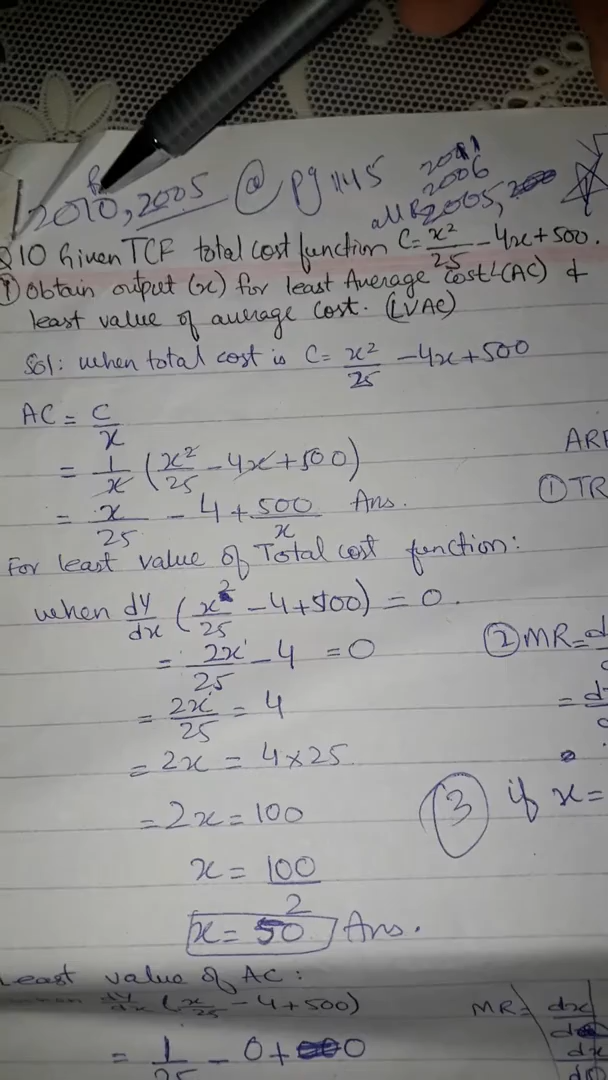 2010, 2005 @ pg 1145 2011
2006
2005,
Q10 Given TCF total cost function C = x²/25 - 4x + 500.
① Obtain output (x) for least Average cost (AC) &
least value of average cost. (LVAC)
Sol: when total cost is C = x²/25 - 4x + 500
AC = C/x
= 1/x (x²/25 - 4x + 500) ARE
= x/25 - 4 + 500/x Ans. ① TR
For least value of Total cost function:
when dy/dx (x²/25 - 4 + 500) = 0.
= 2x/25 - 4 = 0 ② MR = d
= 2x/25 = 4 = d
= 2x = 4 × 25
= 2x = 100 ③ if x =
x = 100/2
x = 50 Ans.
Least value of AC:
dy/dx (x/25 - 4 + 500) MR = dx
= 1/25 - 0 + 0 dx